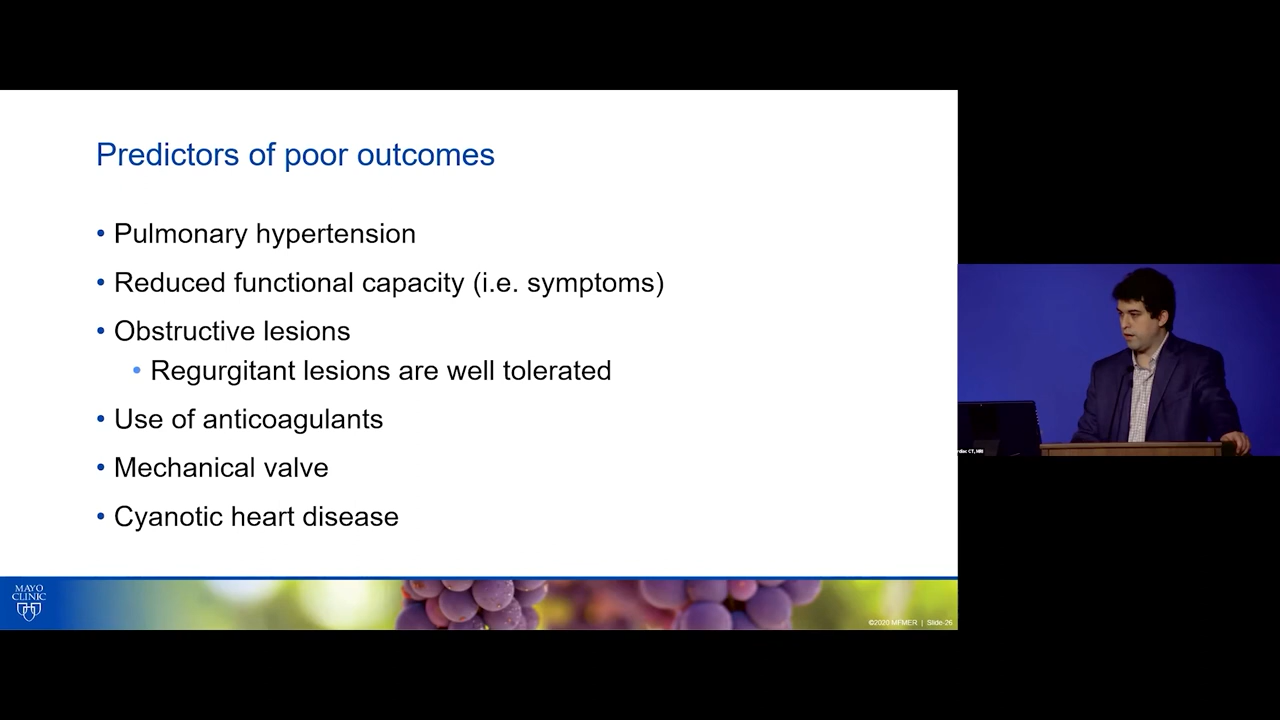 Predictors of poor outcomes
• Pulmonary hypertension
• Reduced functional capacity (i.e. symptoms)
• Obstructive lesions
• Regurgitant lesions are well tolerated
• Use of anticoagulants
• Mechanical valve
• Cyanotic heart disease
MAYO
CLINIC
©2020 MFMER | Slide-26